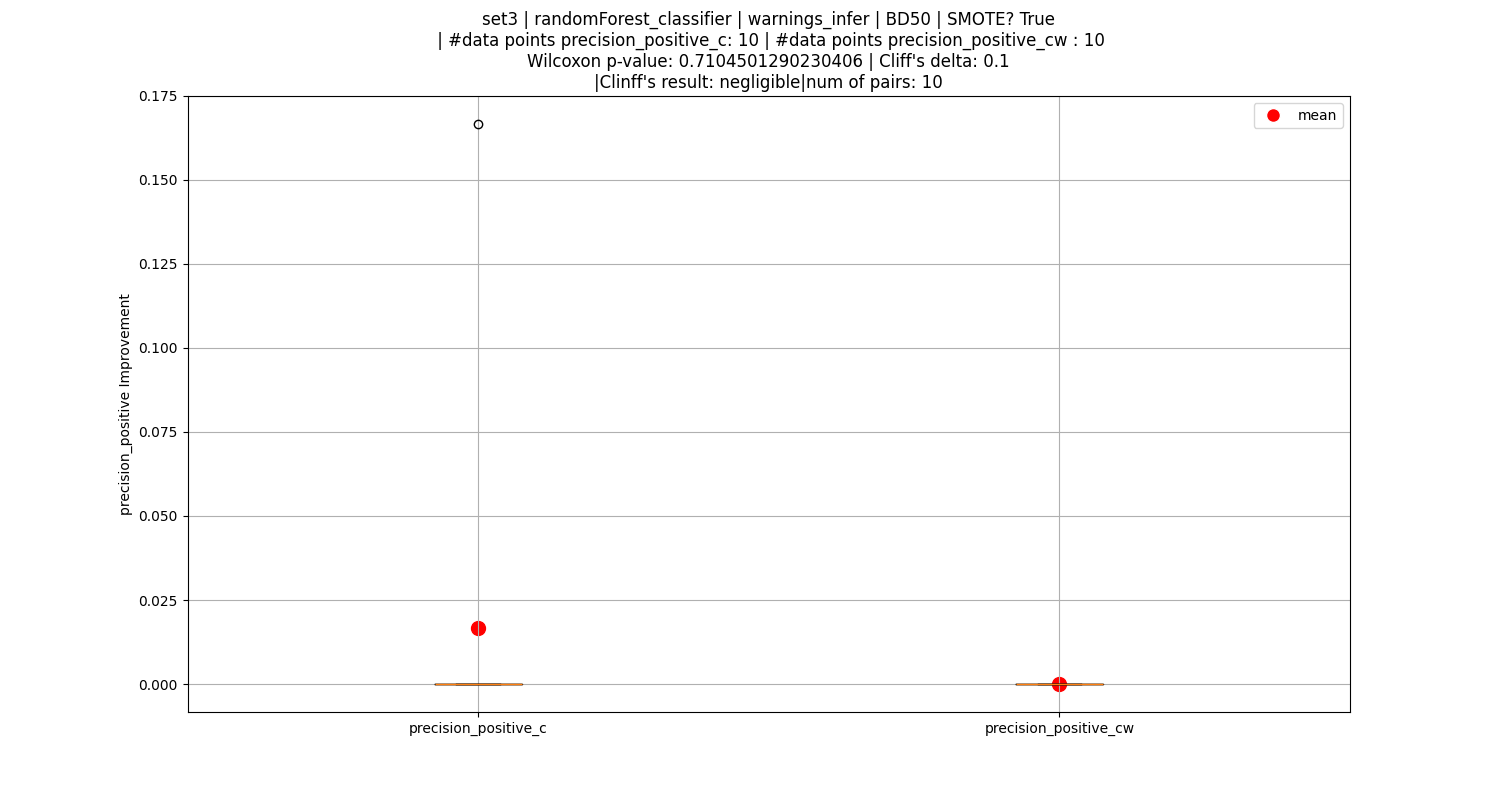 set3 | randomForest_classifier | warnings_infer | BD50 | SMOTE? True
| #data points precision_positive_c: 10 | #data points precision_positive_cw : 10
Wilcoxon p-value: 0.7104501290230406 | Cliff's delta: 0.1
|Clinff's result: negligible|num of pairs: 10
mean
0.175
0.150
0.125
0.100
0.075
0.050
0.025
0.000
precision_positive Improvement
precision_positive_c
precision_positive_cw